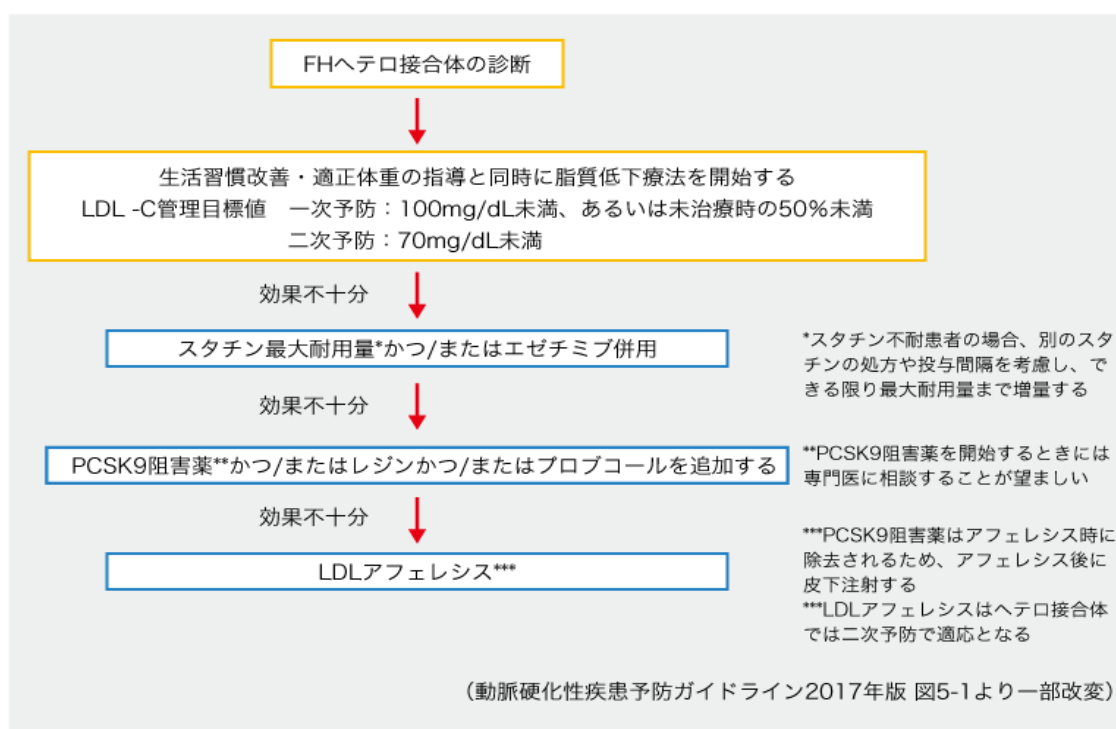 FHヘテロ接合体の診断
生活習慣改善・適正体重の指導と同時に脂質低下療法を開始する
LDL -C管理目標値　一次予防：100mg/dL未満、あるいは未治療時の50%未満
二次予防：70mg/dL未満
効果不十分
スタチン最大耐用量*かつ/またはエゼチミブ併用
*スタチン不耐患者の場合、別のスタ
チンの処方や投与間隔を考慮し、で
きる限り最大耐用量まで増量する
効果不十分
PCSK9阻害薬**かつ/またはレジンかつ/またはプロブコールを追加する
**PCSK9阻害薬を開始するときには
専門医に相談することが望ましい
効果不十分
LDLアフェレシス***
***PCSK9阻害薬はアフェレシス時に
除去されるため、アフェレシス後に
皮下注射する
***LDLアフェレシスはヘテロ接合体
では二次予防で適応となる
（動脈硬化性疾患予防ガイドライン2017年版 図5-1より一部改変）